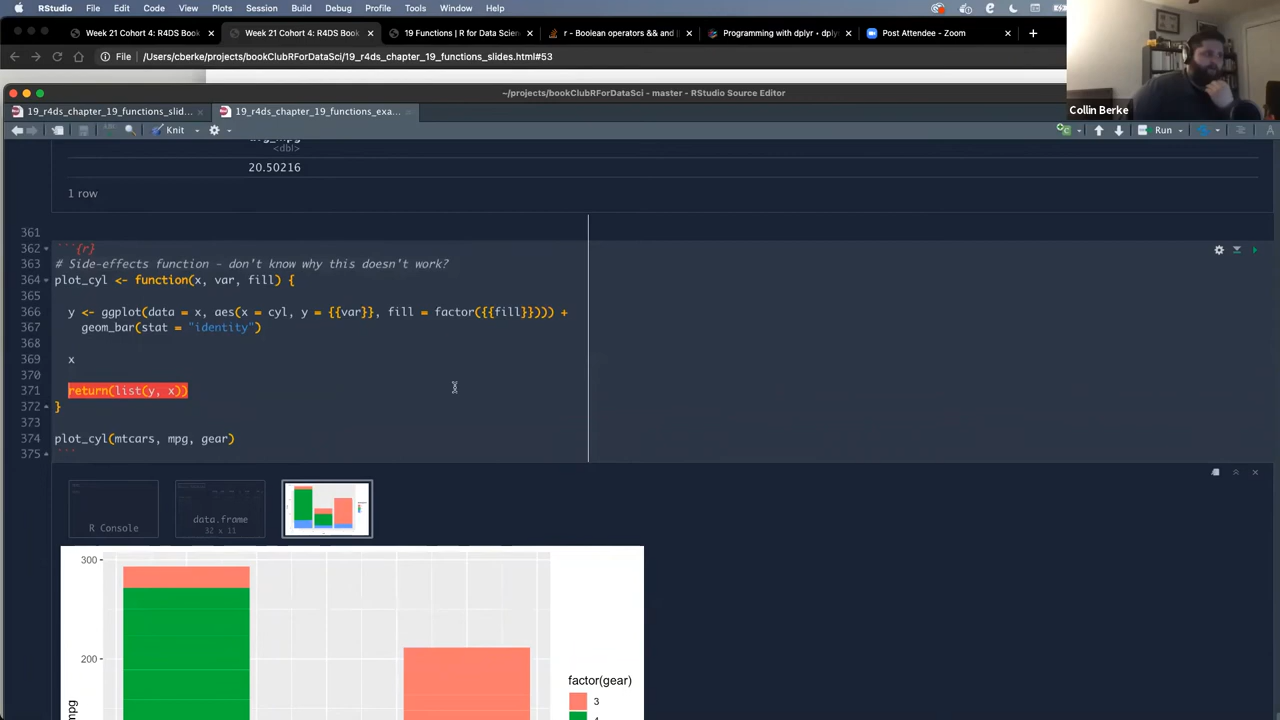 RStudio File Edit Code View Plots Session Build Debug Profile Tools Window Help
Week 21 Cohort 4: R4DS Book Week 21 Cohort 4: R4DS Book 19 Functions | R for Data Scien r - Boolean operators && and || Programming with dplyr • dplyr Post Attendee - Zoom
File /Users/cberke/projects/bookClubRForDataSci/19_r4ds_chapter_19_functions_slides.html#53
~/projects/bookClubRForDataSci - master - RStudio Source Editor
Collin Berke
19_r4ds_chapter_19_functions_slid... 19_r4ds_chapter_19_functions_exa...
Knit Run
<dbl>
20.50216
1 row
361
362 ```{r}
363 # Side-effects function - don't know why this doesn't work?
364 plot_cyl <- function(x, var, fill) {
365
366 y <- ggplot(data = x, aes(x = cyl, y = {{var}}, fill = factor({{fill}}))) +
367 geom_bar(stat = "identity")
368
369 x
370
371 return(list(y, x))
372 }
373
374 plot_cyl(mtcars, mpg, gear)
375 ```
R Console data.frame
32 x 11
300
200
mpg
factor(gear)
3